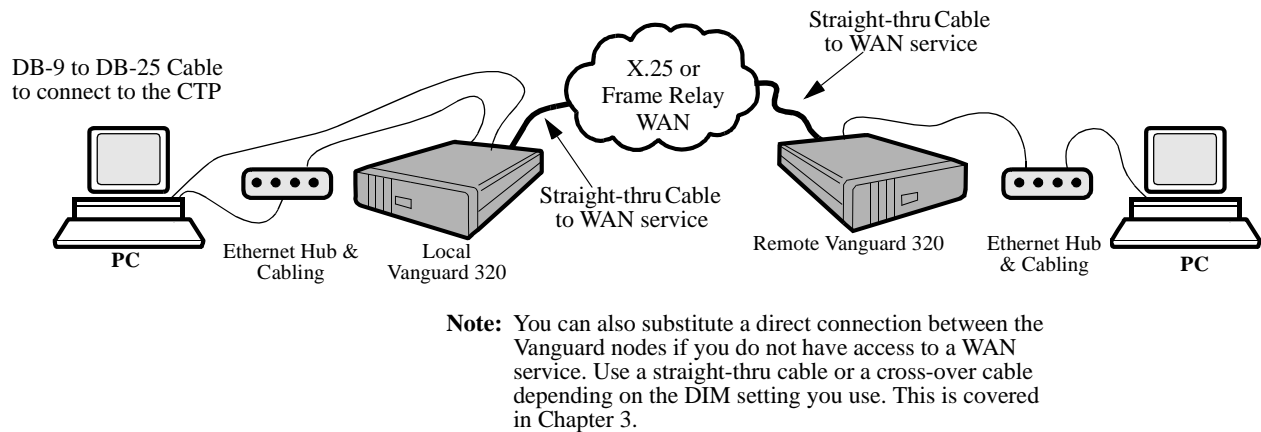 Straight-thru Cable
to WAN service
DB-9 to DB-25 Cable
to connect to the CTP
X.25 or
Frame Relay
WAN
Straight-thru Cable
to WAN service
PC
Ethernet Hub &
Cabling
Local
Vanguard 320
Remote Vanguard 320
Ethernet Hub
& Cabling
PC
Note: You can also substitute a direct connection between the
Vanguard nodes if you do not have access to a WAN
service. Use a straight-thru cable or a cross-over cable
depending on the DIM setting you use. This is covered
in Chapter 3.